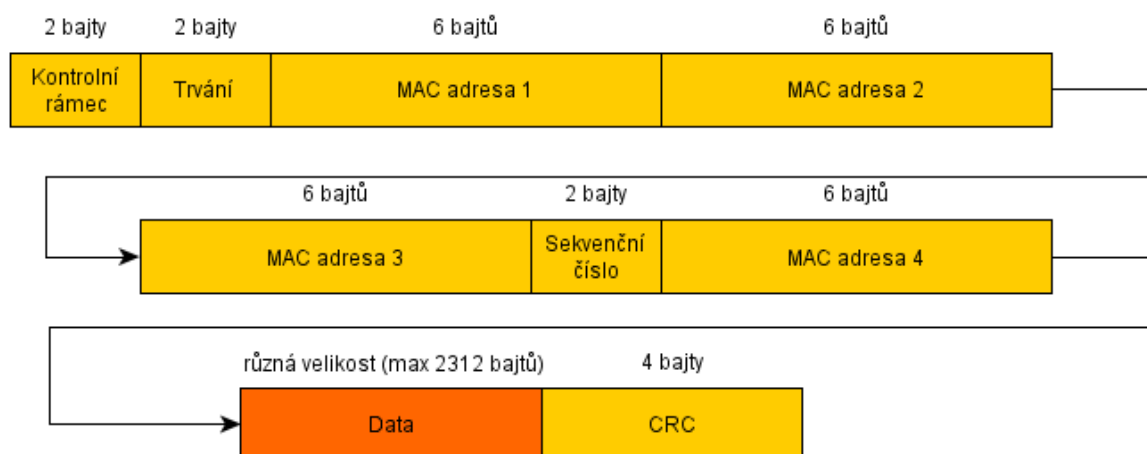 2 bajty 2 bajty 6 bajtů 6 bajtů
Kontrolní
rámec
Trvání
MAC adresa 1
MAC adresa 2
6 bajtů 2 bajty 6 bajtů
MAC adresa 3
Sekvenční
číslo
MAC adresa 4
různá velikost (max 2312 bajtů) 4 bajty
Data
CRC